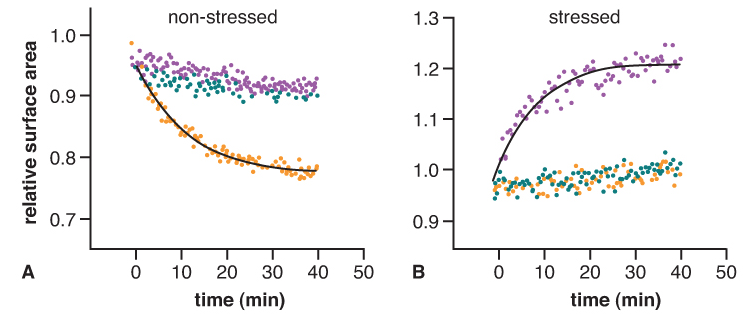 non-stressed
relative surface area
1.0
0.9
0.8
0.7
0 10 20 30 40 50
time (min)
A
stressed
1.3
1.2
1.1
1.0
0.9
0 10 20 30 40 50
time (min)
B